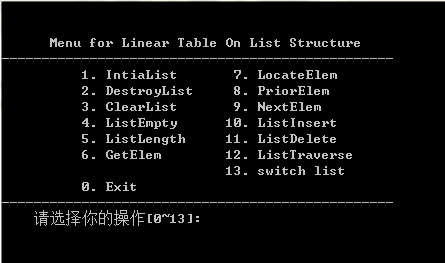 Menu for Linear Table On List Structure
1. IntiaList 7. LocateElem
2. DestroyList 8. PriorElem
3. ClearList 9. NextElem
4. ListEmpty 10. ListInsert
5. ListLength 11. ListDelete
6. GetElem 12. ListTraverse
13. switch list
0. Exit
请选择你的操作[0~13]: